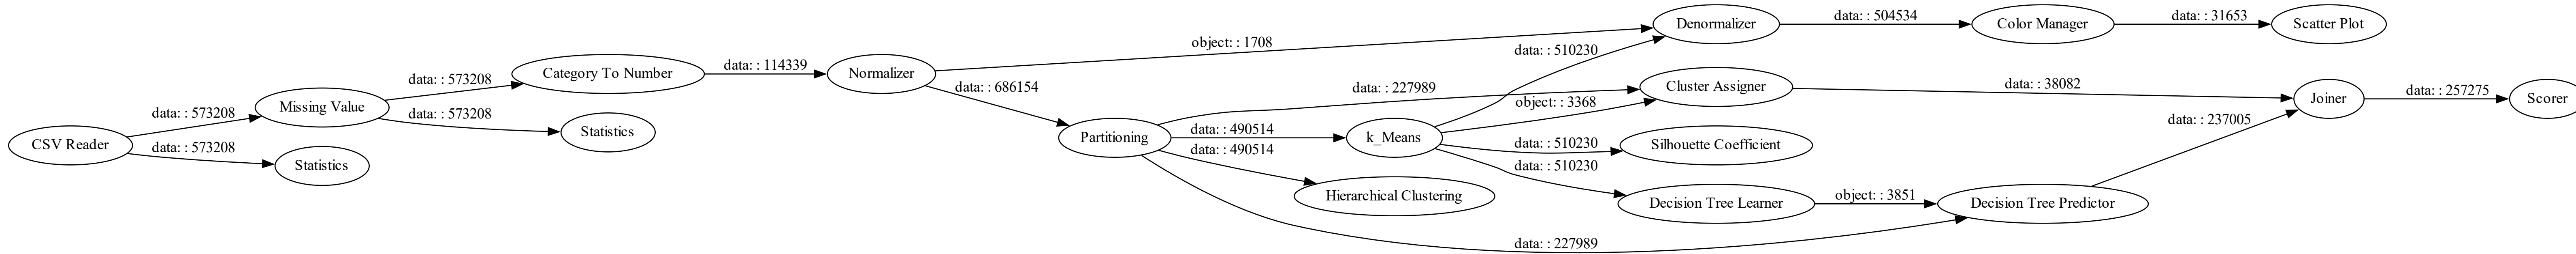 CSV Reader
data: : 573208
data: : 573208
Missing Value
Statistics
data: : 573208
data: : 573208
Category To Number
Statistics
data: : 114339
Normalizer
object: : 1708
data: : 686154
Partitioning
data: : 227989
data: : 490514
data: : 490514
data: : 227989
k_Means
Hierarchical Clustering
data: : 510230
object: : 3368
data: : 510230
data: : 510230
Denormalizer
Cluster Assigner
Silhouette Coefficient
Decision Tree Learner
data: : 504534
data: : 38082
object: : 3851
Color Manager
Decision Tree Predictor
data: : 31653
data: : 237005
Scatter Plot
Joiner
data: : 257275
Scorer